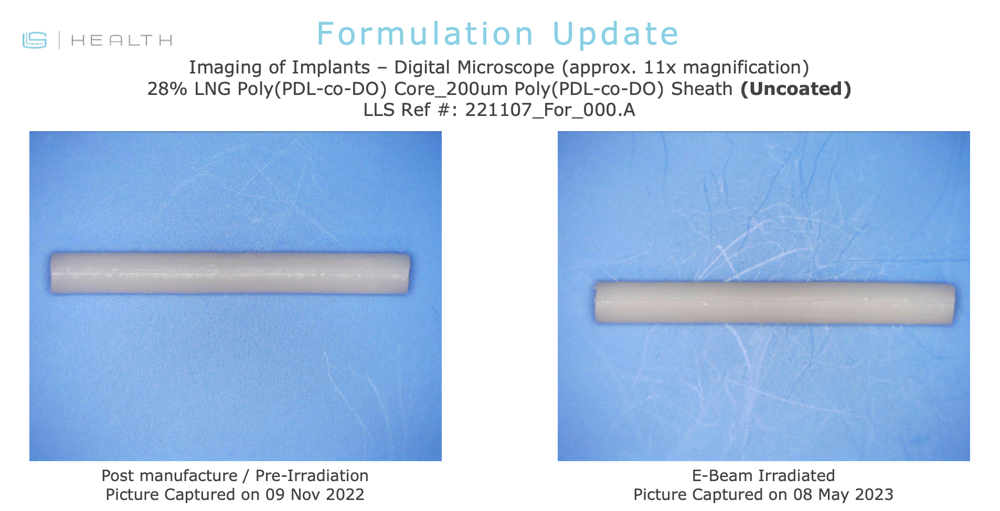 LLS | HEALTH
Formulation Update
Imaging of Implants – Digital Microscope (approx. 11x magnification)
28% LNG Poly(PDL-co-DO) Core_200um Poly(PDL-co-DO) Sheath (Uncoated)
LLS Ref #: 221107_For_000.A
Post manufacture / Pre-Irradiation
Picture Captured on 09 Nov 2022
E-Beam Irradiated
Picture Captured on 08 May 2023